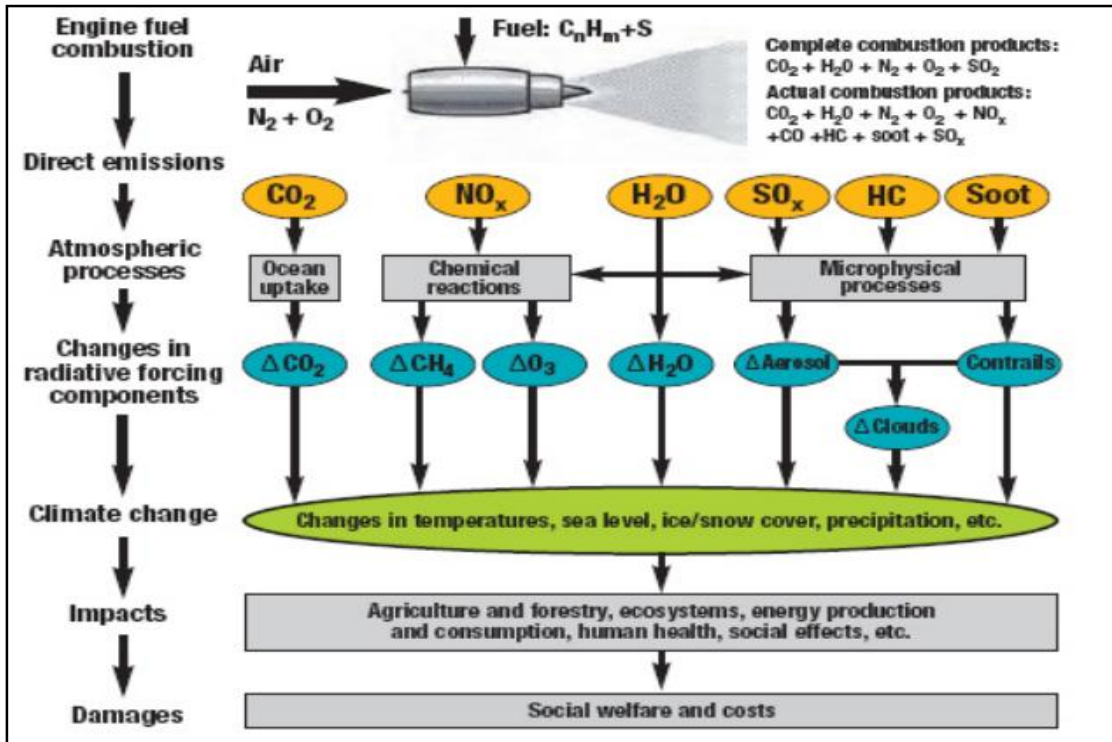 Engine fuel
combustion
Fuel: CₙHₘ+S
Air
N₂ + O₂
Complete combustion products:
CO₂ + H₂O + N₂ + O₂ + SO₂
Actual combustion products:
CO₂ + H₂O + N₂ + O₂ + NOₓ
+CO +HC + soot + SOₓ
Direct emissions
CO₂
NOₓ
H₂O
SOₓ
HC
Soot
Atmospheric
processes
Ocean
uptake
Chemical
reactions
Microphysical
processes
Changes in
radiative forcing
components
ΔCO₂
ΔCH₄
ΔO₃
ΔH₂O
ΔAerosol
Contrails
ΔClouds
Climate change
Changes in temperatures, sea level, ice/snow cover, precipitation, etc.
Impacts
Agriculture and forestry, ecosystems, energy production
and consumption, human health, social effects, etc.
Damages
Social welfare and costs